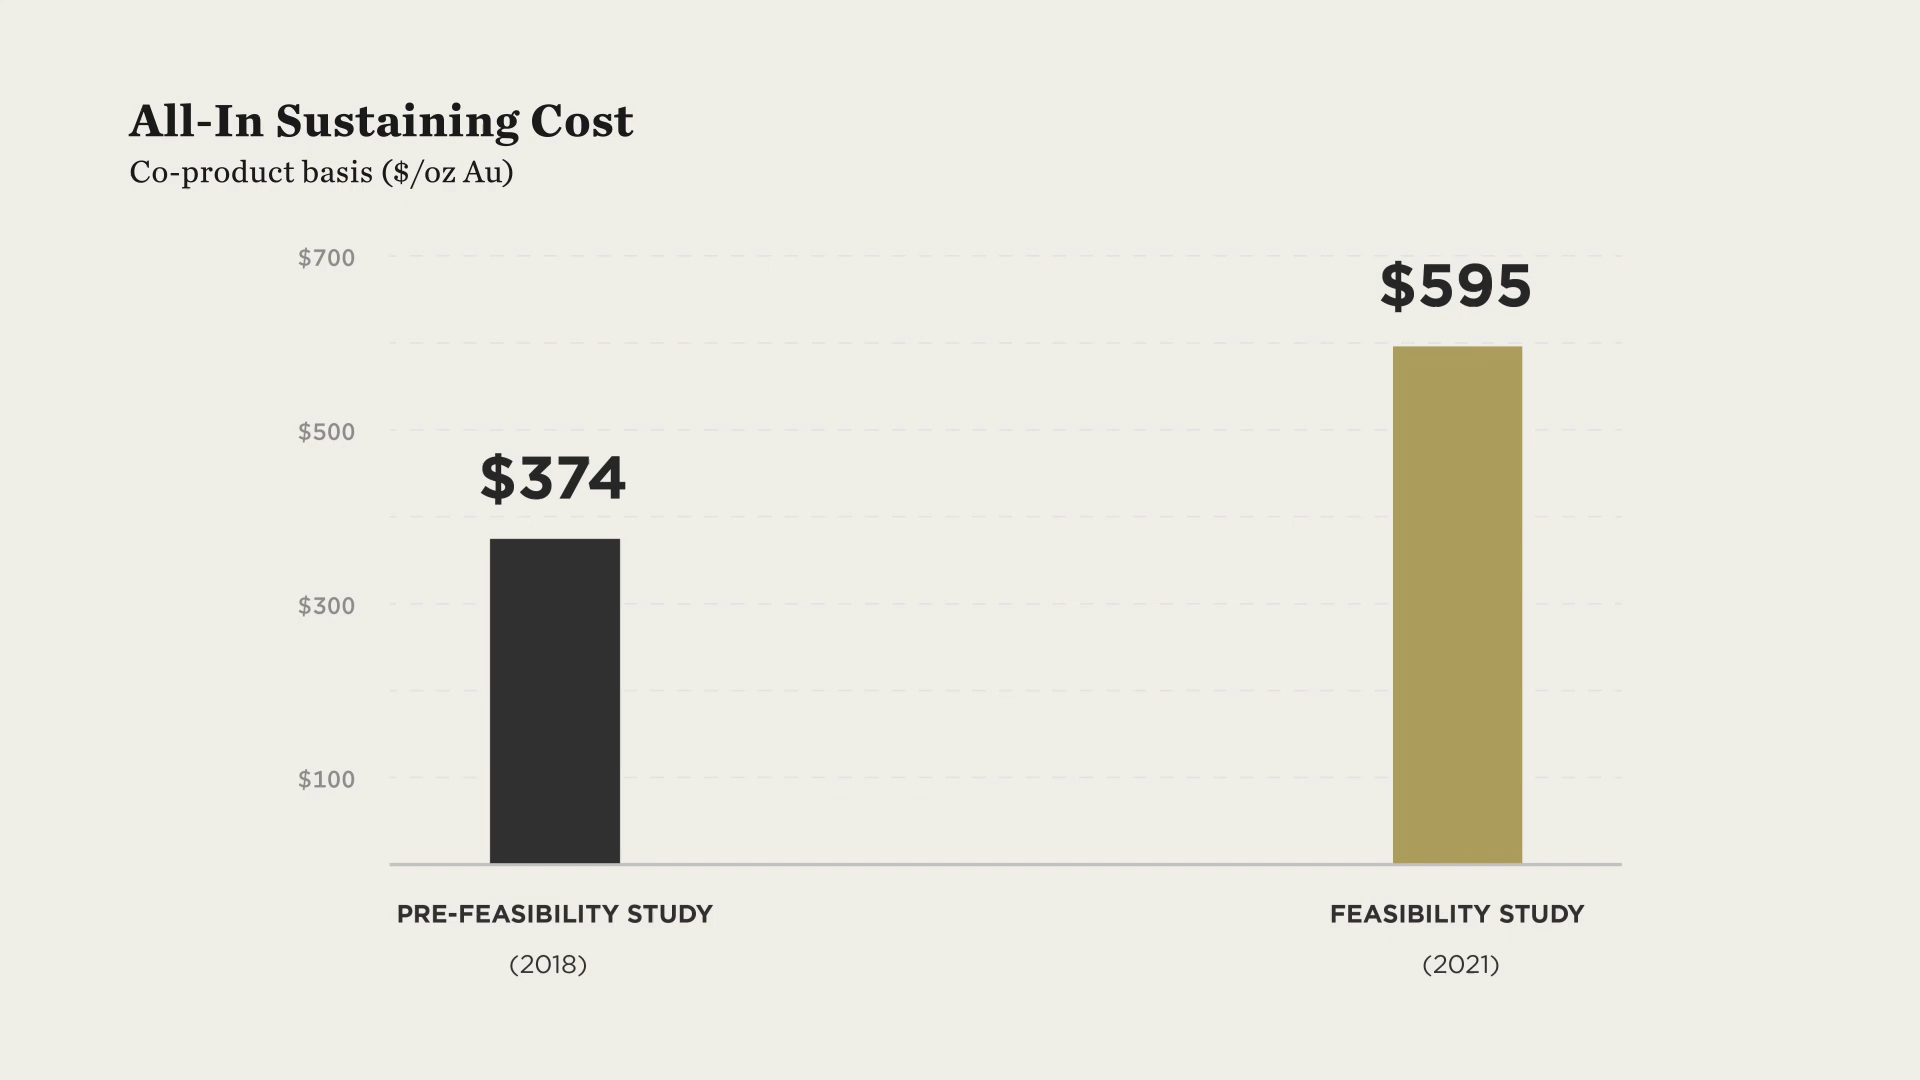 All-In Sustaining Cost
Co-product basis ($/oz Au)
$700
$595
$500
$374
$300
$100
PRE-FEASIBILITY STUDY
(2018)
FEASIBILITY STUDY
(2021)